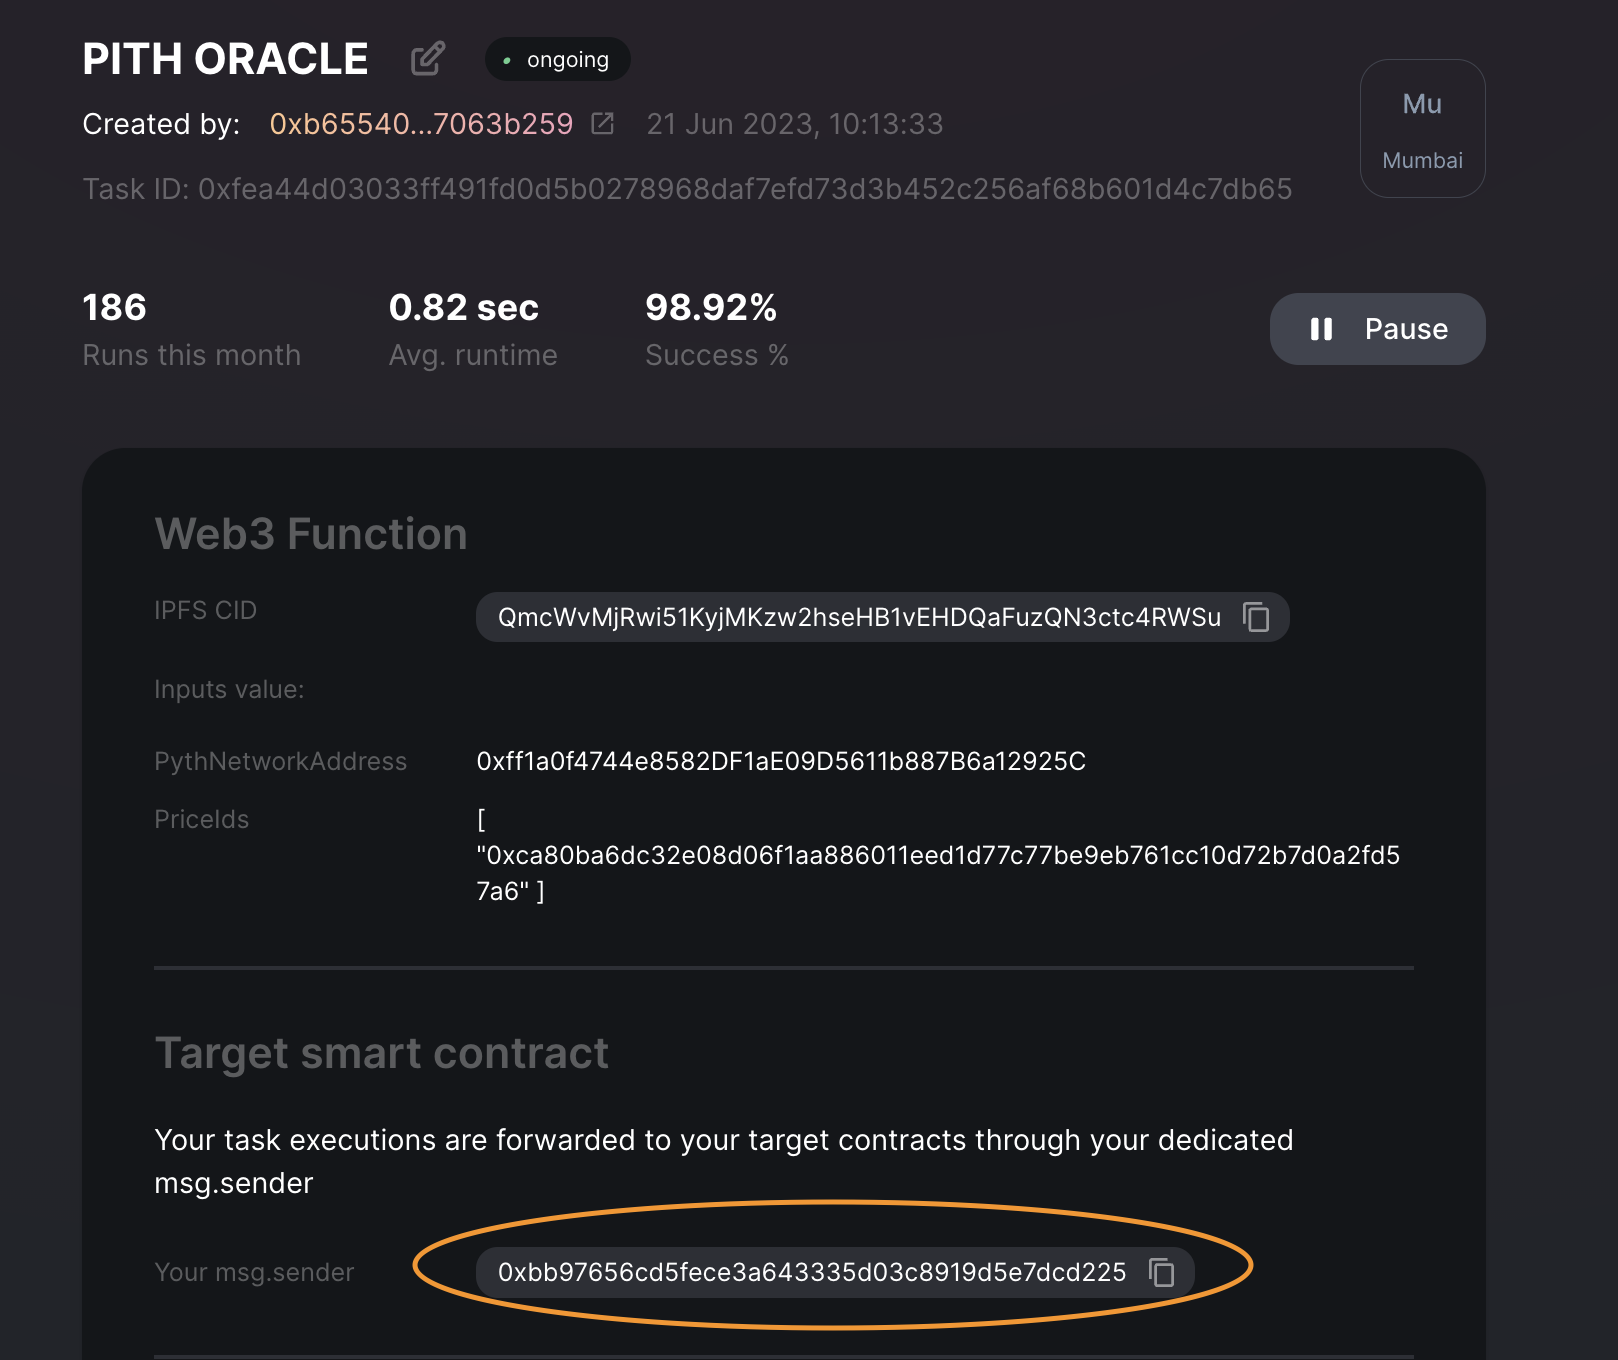 PITH ORACLE
ongoing
Created by: 0xb65540...7063b259 21 Jun 2023, 10:13:33
Mu
Mumbai
Task ID: 0xfea44d03033ff491fd0d5b0278968daf7efd73d3b452c256af68b601d4c7db65
186
Runs this month
0.82 sec
Avg. runtime
98.92%
Success %
Pause
Web3 Function
IPFS CID QmcWvMjRwi51KyjMKzw2hseHB1vEHDQaFuzQN3ctc4RWSu
Inputs value:
PythNetworkAddress 0xff1a0f4744e8582DF1aE09D5611b887B6a12925C
PriceIds [
"0xca80ba6dc32e08d06f1aa886011eed1d77c77be9eb761cc10d72b7d0a2fd5
7a6" ]
Target smart contract
Your task executions are forwarded to your target contracts through your dedicated
msg.sender
Your msg.sender 0xbb97656cd5fece3a643335d03c8919d5e7dcd225